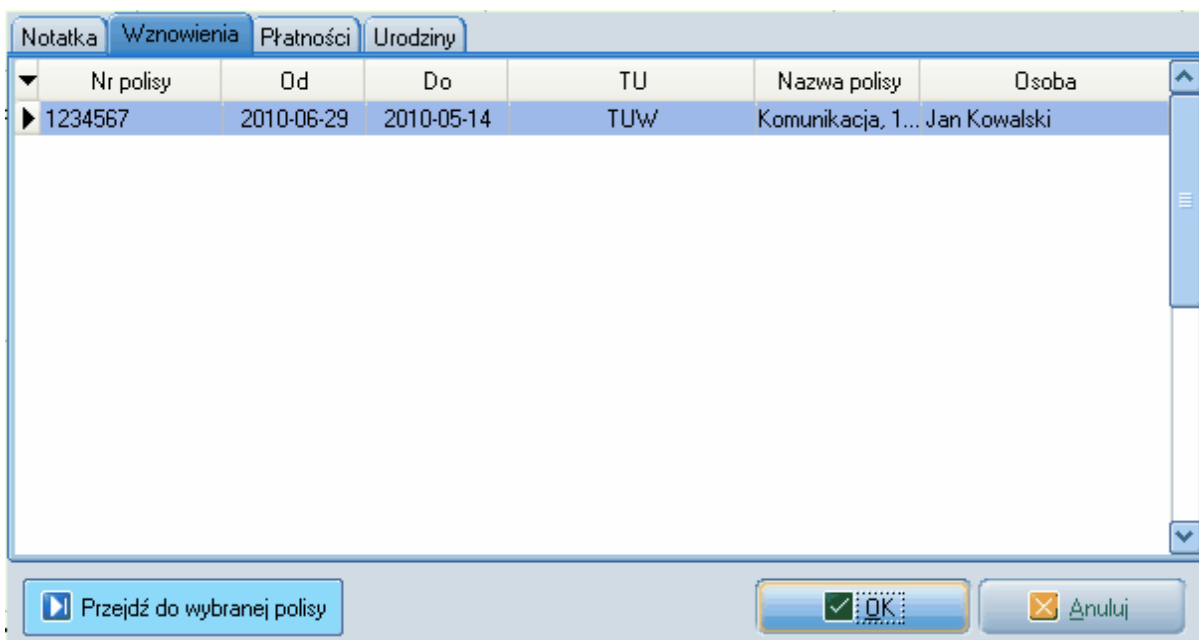 Notatka Wznowienia Płatności Urodziny
Nr polisy Od Do TU Nazwa polisy Osoba
1234567 2010-06-29 2010-05-14 TUW Komunikacja, 1... Jan Kowalski
Przejdź do wybranej polisy OK Anuluj